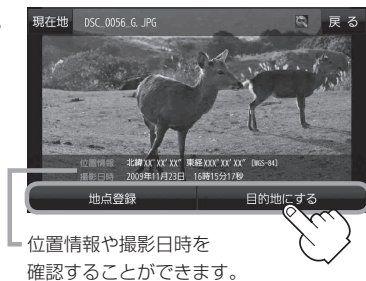 現在地 DSC_0056_G.JPG 戻る
位置情報 北緯XX°XX'XX" 東経XXX°XX'XX" [WGS-84]
撮影日時 2009年11月23日 16時15分17秒
地点登録 目的地にする
位置情報や撮影日時を
確認することができます。